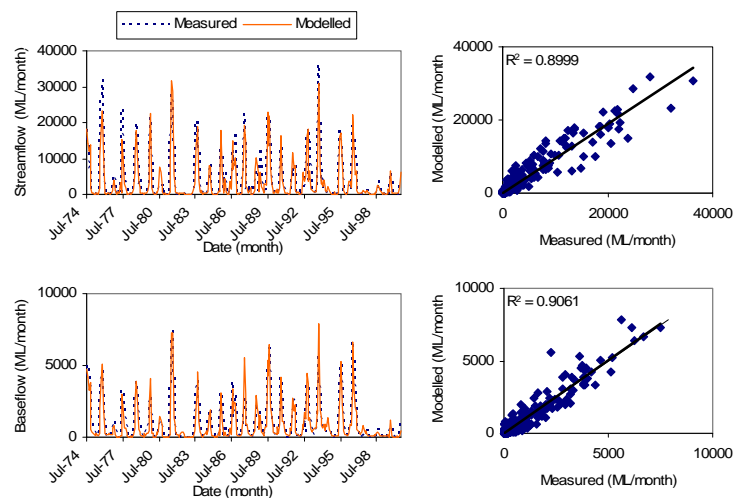 Measured Modelled
Streamflow (ML/month)
40000
30000
20000
10000
0
Jul-74
Jul-77
Jul-80
Jul-83
Jul-86
Jul-89
Jul-92
Jul-95
Jul-98
Date (month)
Modelled (ML/month)
40000
30000
20000
10000
0
R² = 0.8999
0 20000 40000
Measured (ML/month)
Baseflow (ML/month)
10000
5000
0
Jul-74
Jul-77
Jul-80
Jul-83
Jul-86
Jul-89
Jul-92
Jul-95
Jul-98
Date (month)
Modelled (ML/month)
10000
5000
0
R² = 0.9061
0 5000 10000
Measured (ML/month)